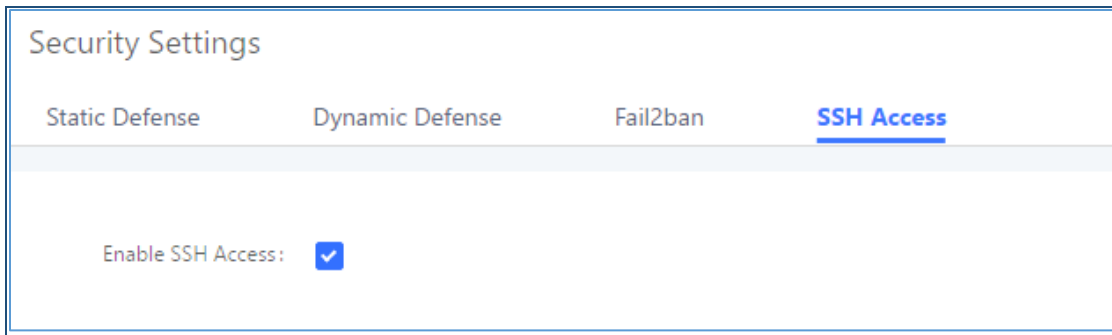 Security Settings
Static Defense Dynamic Defense Fail2ban SSH Access
Enable SSH Access: